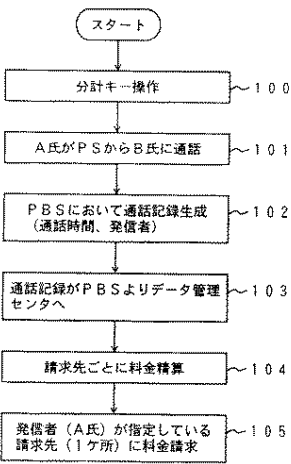 スタート
分計キー操作 ~100
A氏がPSからB氏に通話 ~101
PBSにおいて通話記録生成 ~102
(通話時間、発信者)
通話記録がPBSよりデータ管理 ~103
センタへ
請求先ごとに料金精算 ~104
発信者(A氏)が指定している ~105
請求先(1ケ所)に料金請求